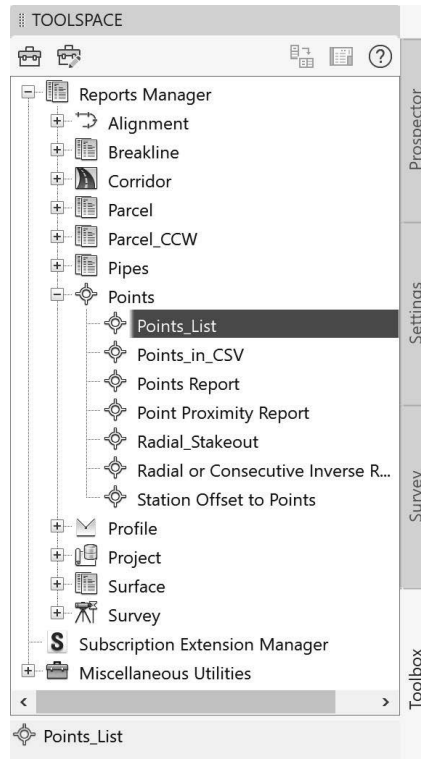 TOOLSPACE
?
Reports Manager
Alignment
Breakline
Corridor
Parcel
Parcel_CCW
Pipes
Points
Points_List
Points_in_CSV
Points Report
Point Proximity Report
Radial_Stakeout
Radial or Consecutive Inverse R...
Station Offset to Points
Profile
Project
Surface
Survey
S Subscription Extension Manager
Miscellaneous Utilities
Points_List
Prospector
Settings
Survey
Toolbox